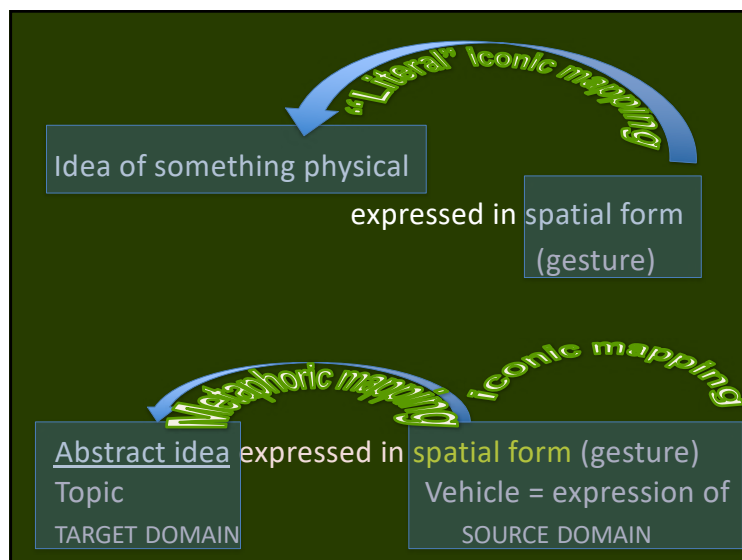 “Literal” iconic mapping
Idea of something physical
expressed in spatial form
(gesture)
iconic mapping
Metaphoric mapping
Abstract idea expressed in spatial form (gesture)
Topic Vehicle = expression of
TARGET DOMAIN SOURCE DOMAIN